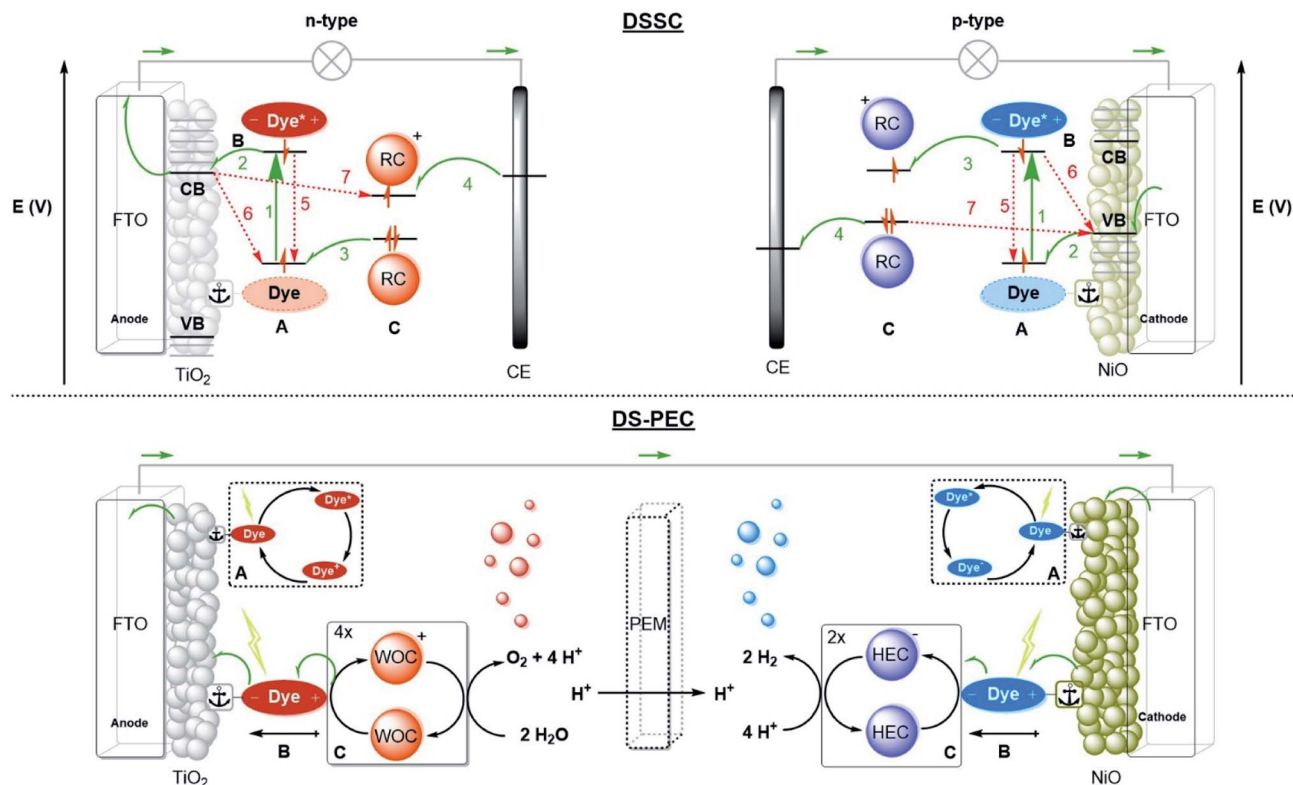 DSSC
n-type
E (V)
FTO
Anode
TiO₂
CB
VB
B
- Dye* +
2
1
5
6
7
3
4
RC
+
RC
Dye
A
C
CE
p-type
CE
4
+
RC
RC
C
3
7
- Dye* +
B
5
1
6
2
Dye
A
CB
VB
FTO
Cathode
NiO
E (V)
DS-PEC
FTO
Anode
TiO₂
Dye
Dye*
Dye⁺
A
- Dye +
B
C
4x
WOC
+
WOC
O₂ + 4 H⁺
2 H₂O
H⁺
PEM
H⁺
2 H₂
4 H⁺
2x
HEC
-
HEC
C
- Dye +
B
Dye*
Dye
Dye⁻
A
FTO
Cathode
NiO